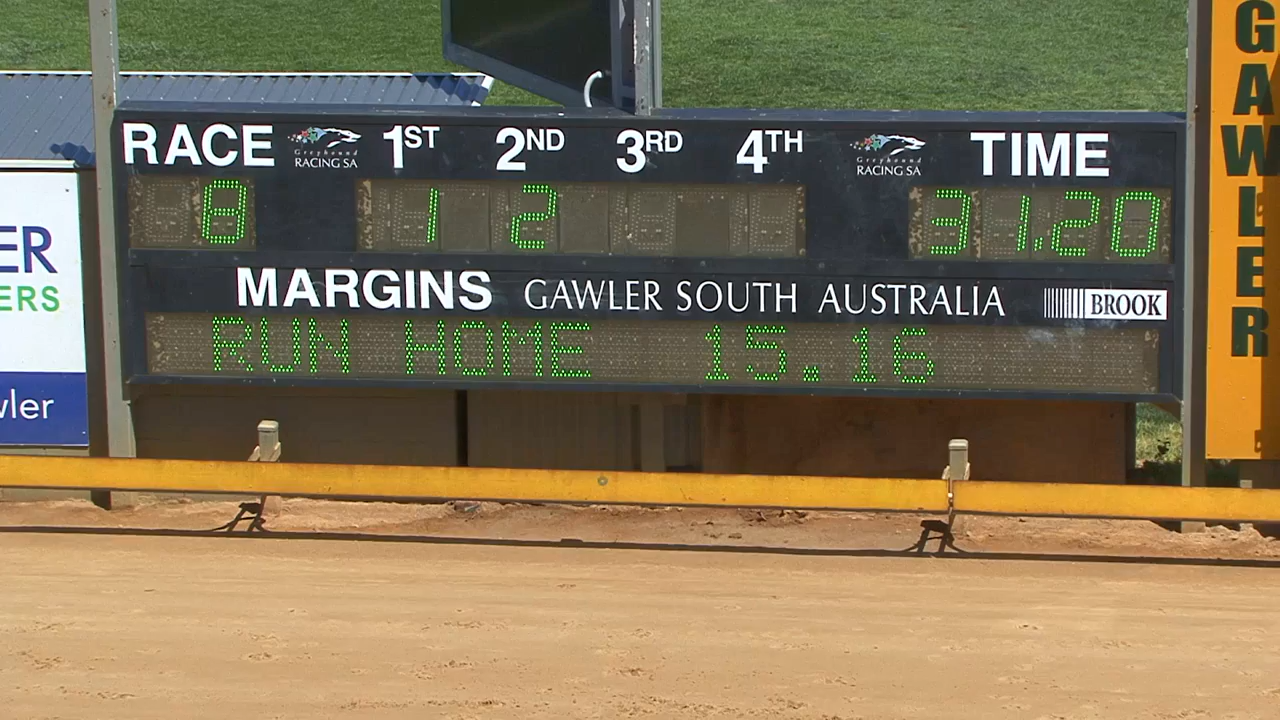 RACE Greyhound RACING SA 1ST 2ND 3RD 4TH Greyhound RACING SA TIME
8 1 2 31.20
MARGINS GAWLER SOUTH AUSTRALIA BROOK
RUN HOME 15.16
ER
ERS
wler
GAWLER